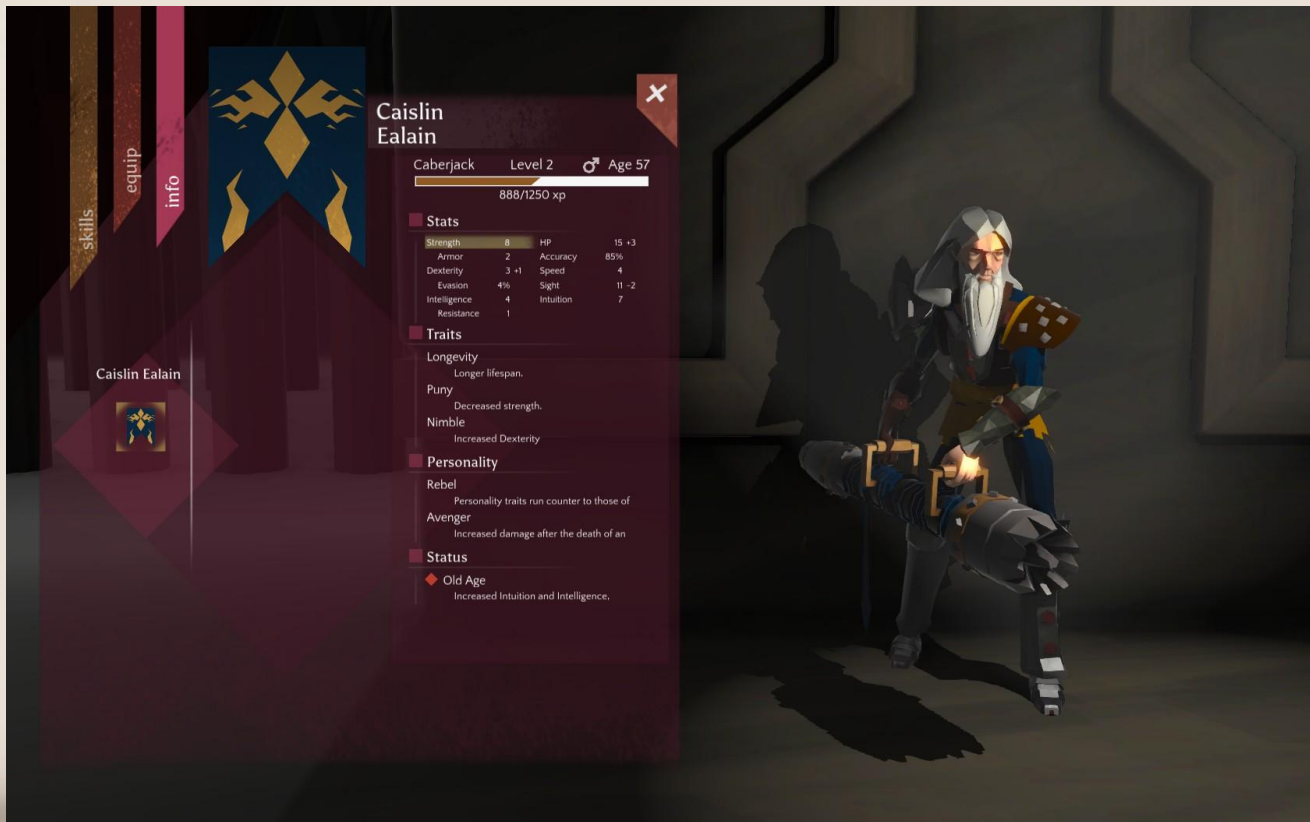 skills
equip
info
Caislin
Ealain
Caberjack Level 2 Age 57
888/1250 xp
Stats
Strength 8 HP 15 +3
Armor 2 Accuracy 85%
Dexterity 3 +1 Speed 4
Evasion 4% Sight 11 -2
Intelligence 4 Intuition 7
Resistance 1
Traits
Longevity
Longer lifespan.
Puny
Decreased strength.
Nimble
Increased Dexterity
Personality
Rebel
Personality traits run counter to those of
Avenger
Increased damage after the death of an
Status
Old Age
Increased Intuition and Intelligence,
Caislin Ealain